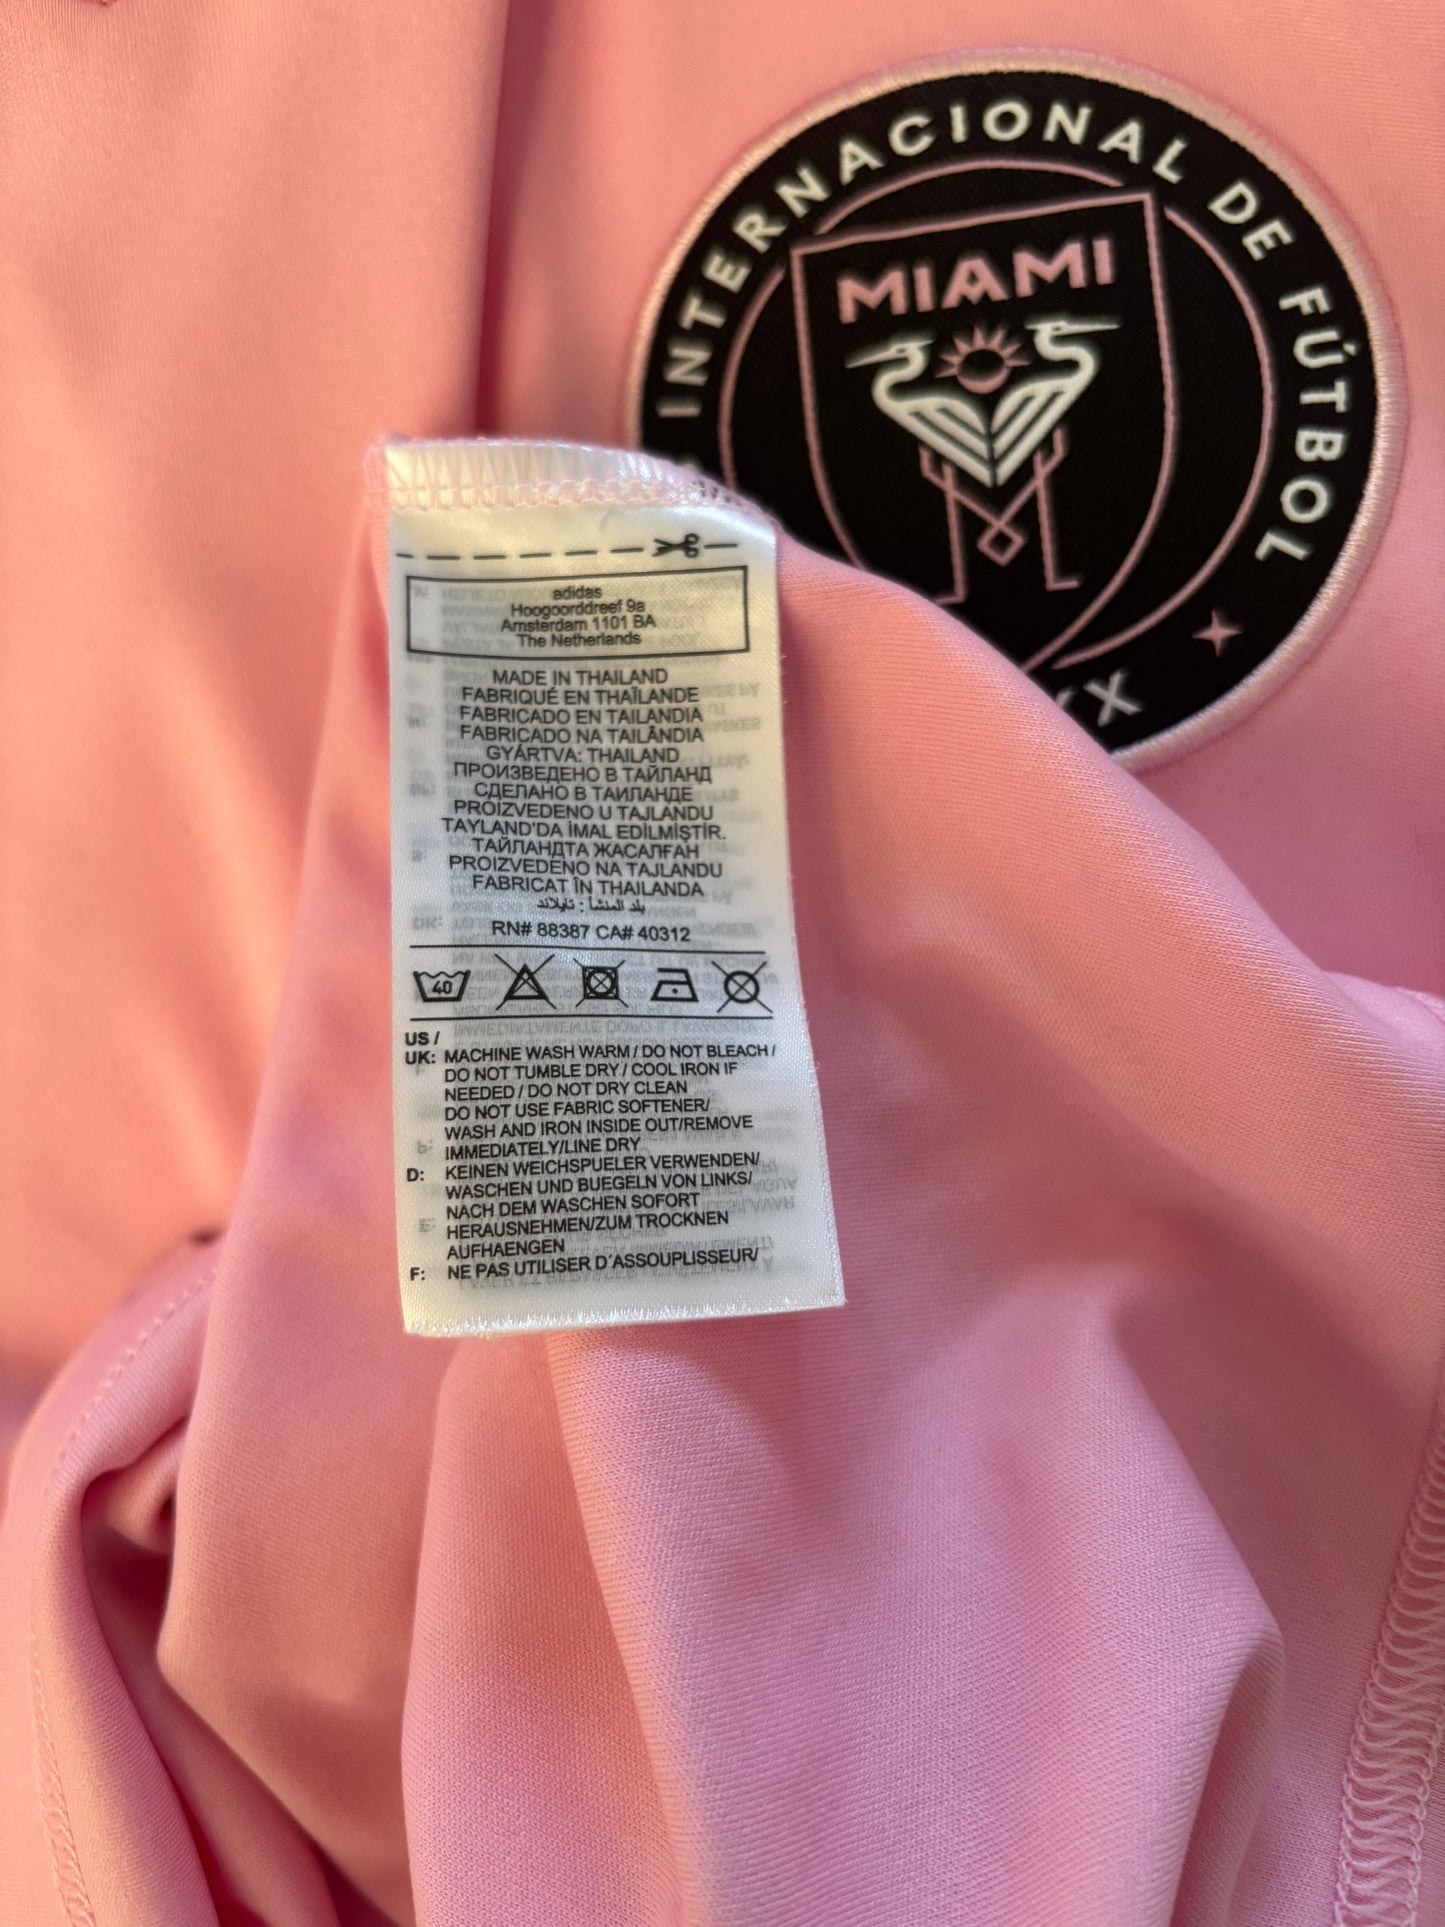 INTERNACIONAL DE FÚTBOL
MIAMI
adidas
Hoogoorddreef 9a
Amsterdam 1101 BA
The Netherlands
MADE IN THAILAND
FABRIQUÉ EN THAÏLANDE
FABRICADO EN TAILANDIA
FABRICADO NA TAILÂNDIA
GYÁRTVA: THAILAND
ПРОИЗВЕДЕНО В ТАЙЛАНД
СДЕЛАНО В ТАИЛАНДЕ
PROIZVEDENO U TAJLANDU
TAYLAND'DA İMAL EDİLMİŞTİR.
ТАЙЛАНДТА ЖАСАЛҒАН
PROIZVEDENO NA TAJLANDU
FABRICAT ÎN THAILANDA
بلد المنشأ : تايلاند
RN# 88387 CA# 40312
40
US /
UK: MACHINE WASH WARM / DO NOT BLEACH /
DO NOT TUMBLE DRY / COOL IRON IF
NEEDED / DO NOT DRY CLEAN
DO NOT USE FABRIC SOFTENER/
WASH AND IRON INSIDE OUT/REMOVE
IMMEDIATELY/LINE DRY
D: KEINEN WEICHSPUELER VERWENDEN/
WASCHEN UND BUEGELN VON LINKS/
NACH DEM WASCHEN SOFORT
HERAUSNEHMEN/ZUM TROCKNEN
AUFHAENGEN
F: NE PAS UTILISER D´ASSOUPLISSEUR/